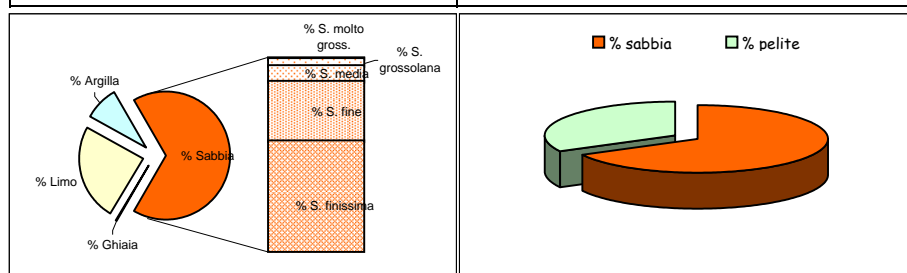 % S. molto
gross.
% S.
grossolana
% S. media
% Argilla
% S. fine
% Sabbia
% Limo
% S. finissima
% Ghiaia
% sabbia
% pelite